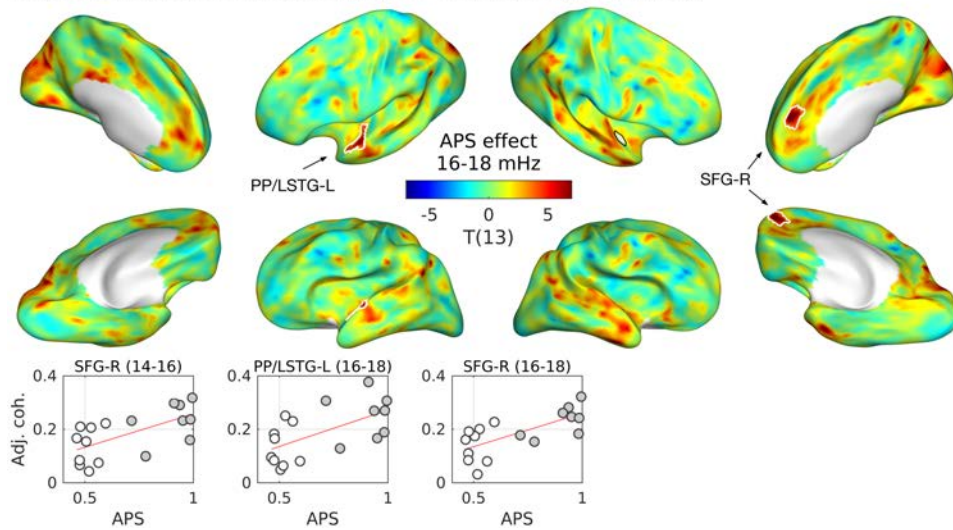 APS effect
16-18 mHz
PP/LSTG-L
SFG-R
-5 0 5
T(13)
SFG-R (14-16)
PP/LSTG-L (16-18)
SFG-R (16-18)
Adj. coh.
0.4
0.2
0
0.5 1
APS
0.4
0.2
0
0.5 1
APS
0.4
0.2
0
0.5 1
APS